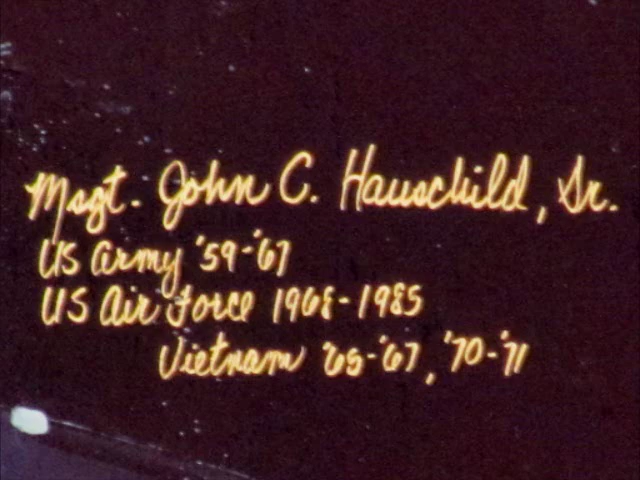 Msgt. John C. Hauschild, Sr.
US Army '59-'67
US Air Force 1968-1985
Vietnam '65-'67, '70-'71